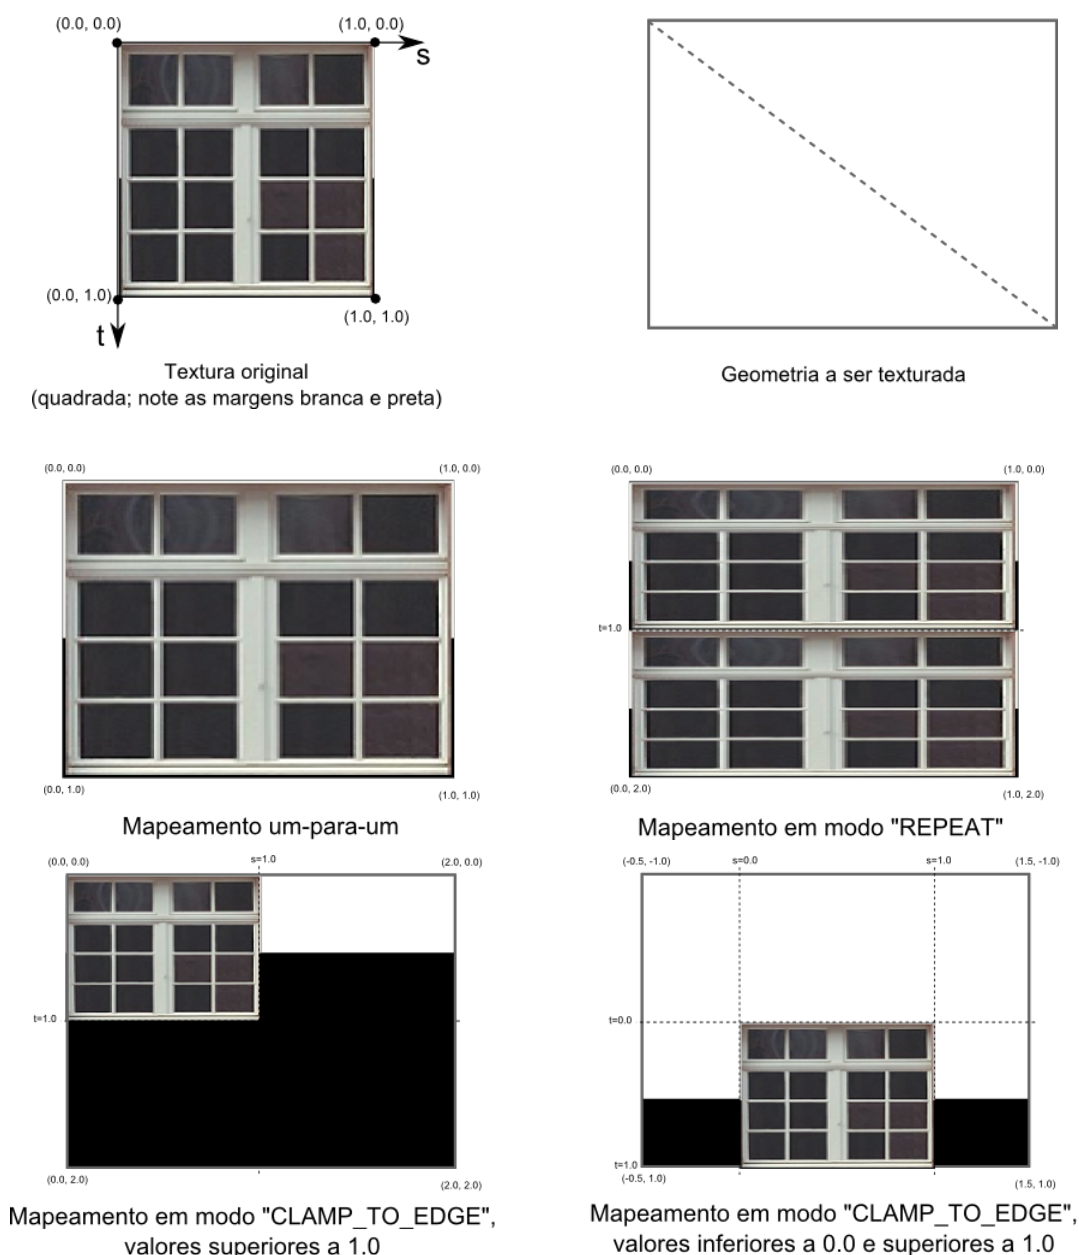 (0.0, 0.0)
(1.0, 0.0)
s
(0.0, 1.0)
(1.0, 1.0)
t
Textura original
(quadrada; note as margens branca e preta)
Geometria a ser texturada
(0.0, 0.0)
(1.0, 0.0)
(0.0, 1.0)
(1.0, 1.0)
Mapeamento um-para-um
(0.0, 0.0)
(1.0, 0.0)
t=1.0
(0.0, 2.0)
(1.0, 2.0)
Mapeamento em modo "REPEAT"
(0.0, 0.0)
s=1.0
(2.0, 0.0)
t=1.0
(0.0, 2.0)
(2.0, 2.0)
Mapeamento em modo "CLAMP_TO_EDGE",
valores superiores a 1.0
(-0.5, -1.0)
s=0.0
s=1.0
(1.5, -1.0)
t=0.0
t=1.0
(-0.5, 1.0)
(1.5, 1.0)
Mapeamento em modo "CLAMP_TO_EDGE",
valores inferiores a 0.0 e superiores a 1.0